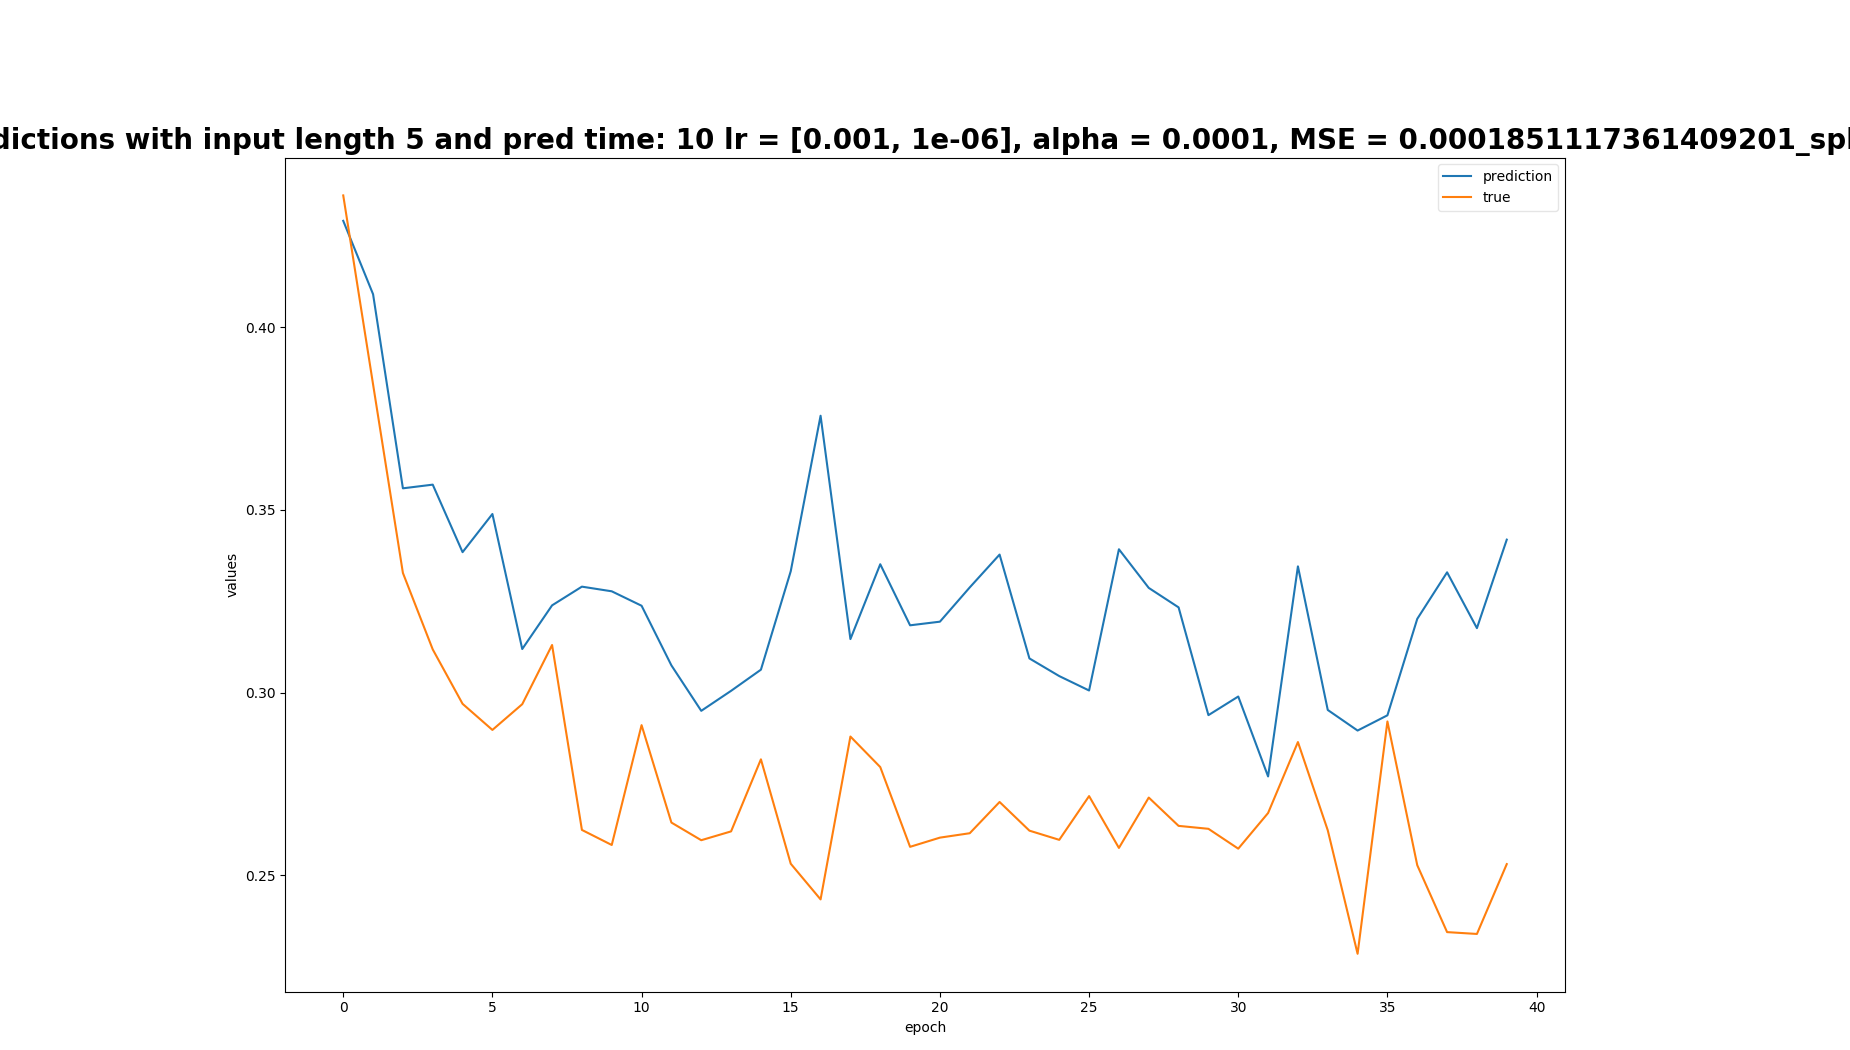 dictions with input length 5 and pred time: 10 lr = [0.001, 1e-06], alpha = 0.0001, MSE = 0.0001851117361409201_spl
prediction
true
0.40
0.35
0.30
0.25
values
0 5 10 15 20 25 30 35 40
epoch